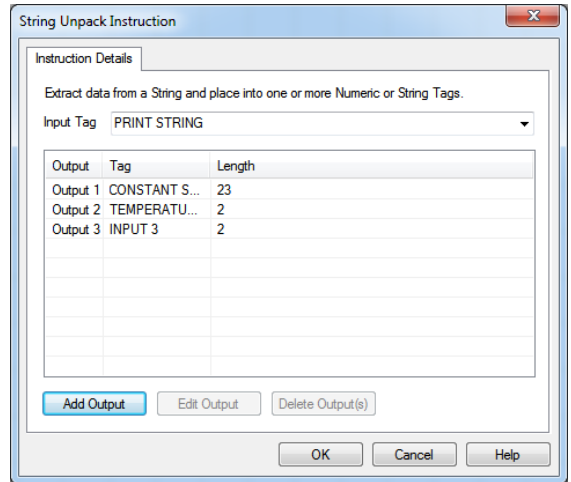 String Unpack Instruction
Instruction Details
Extract data from a String and place into one or more Numeric or String Tags.
Input Tag PRINT STRING
Output Tag Length
Output 1 CONSTANT S... 23
Output 2 TEMPERATU... 2
Output 3 INPUT 3 2
Add Output Edit Output Delete Output(s)
OK Cancel Help